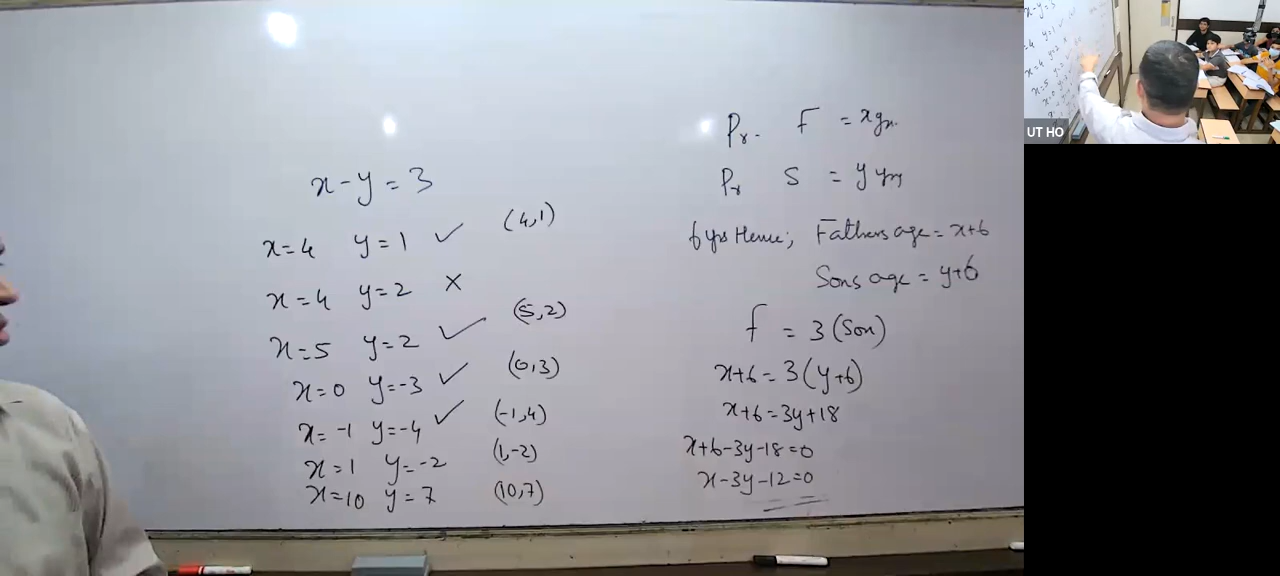 x-y=3
x=4 y=1 ✓ (4,1)
x=4 y=2 ×
x=5 y=2 ✓ (5,2)
x=0 y=-3 ✓ (0,3)
x=-1 y=-4 ✓ (-1,4)
x=1 y=-2 (1,-2)
x=10 y=7 (10,7)
Pr. F = x yrs.
Pr S = y yrs
6 yrs Hence; Fathers age = x+6
Sons age = y+6
F = 3(Son)
x+6=3(y+6)
x+6=3y+18
x+6-3y-18=0
x-3y-12=0
UT HO